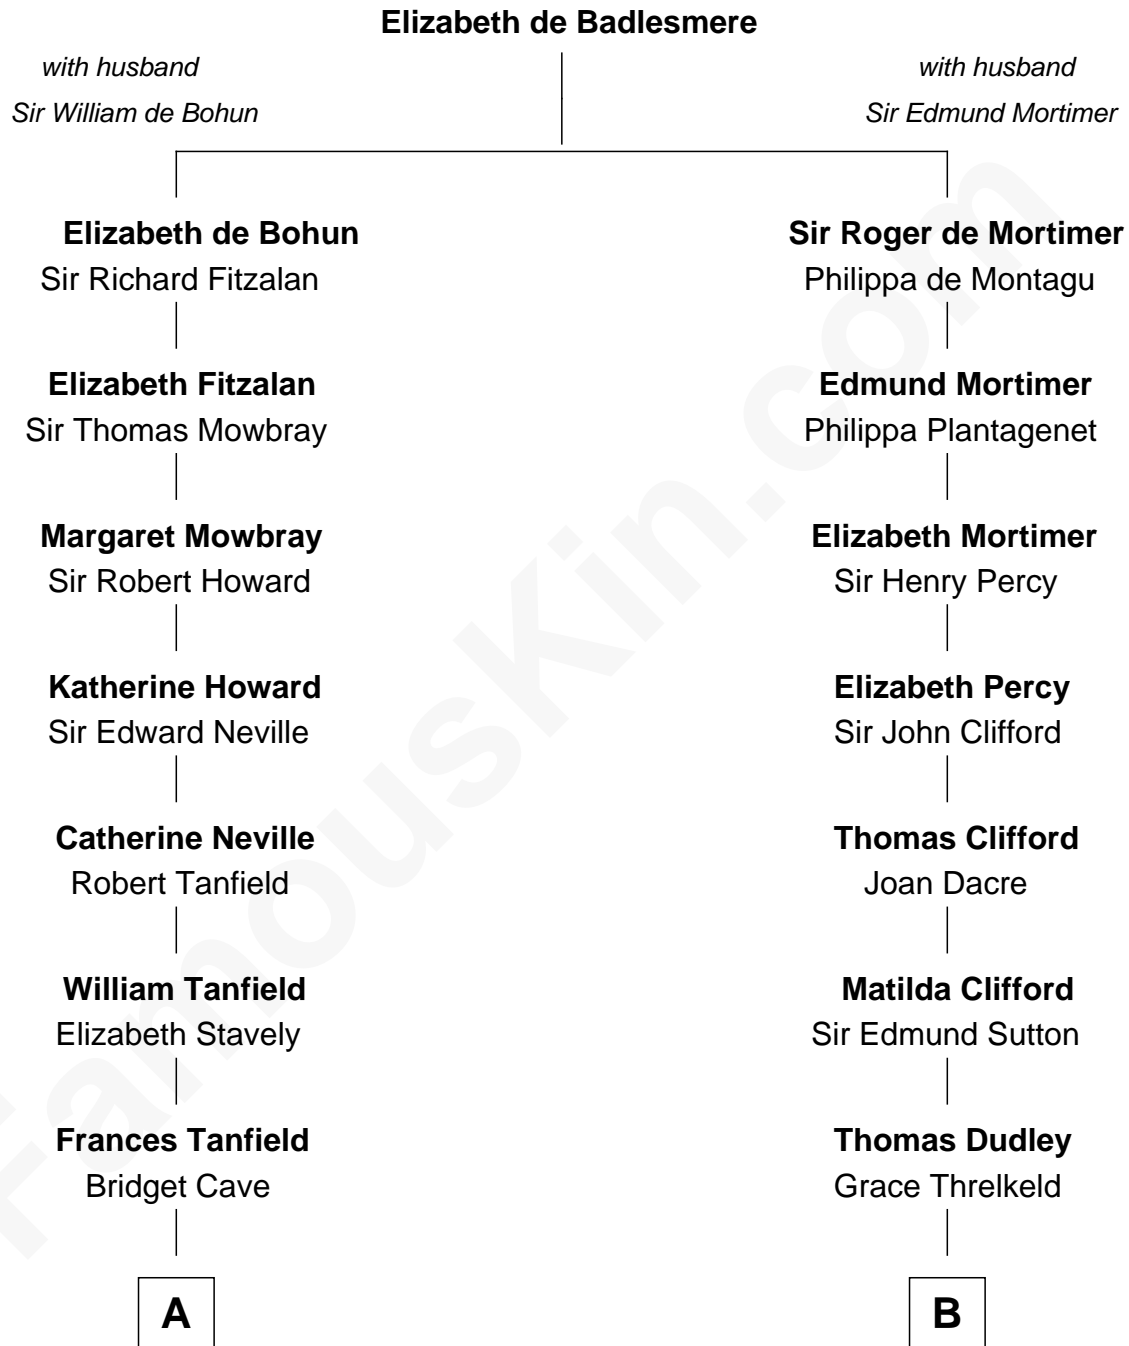 Elizabeth de Badlesmere
with husband
Sir William de Bohun
with husband
Sir Edmund Mortimer
Elizabeth de Bohun
Sir Richard Fitzalan
Sir Roger de Mortimer
Philippa de Montagu
Elizabeth Fitzalan
Sir Thomas Mowbray
Edmund Mortimer
Philippa Plantagenet
Margaret Mowbray
Sir Robert Howard
Elizabeth Mortimer
Sir Henry Percy
Katherine Howard
Sir Edward Neville
Elizabeth Percy
Sir John Clifford
Catherine Neville
Robert Tanfield
Thomas Clifford
Joan Dacre
William Tanfield
Elizabeth Stavely
Matilda Clifford
Sir Edmund Sutton
Frances Tanfield
Bridget Cave
Thomas Dudley
Grace Threlkeld
A
B
FamousKin.com